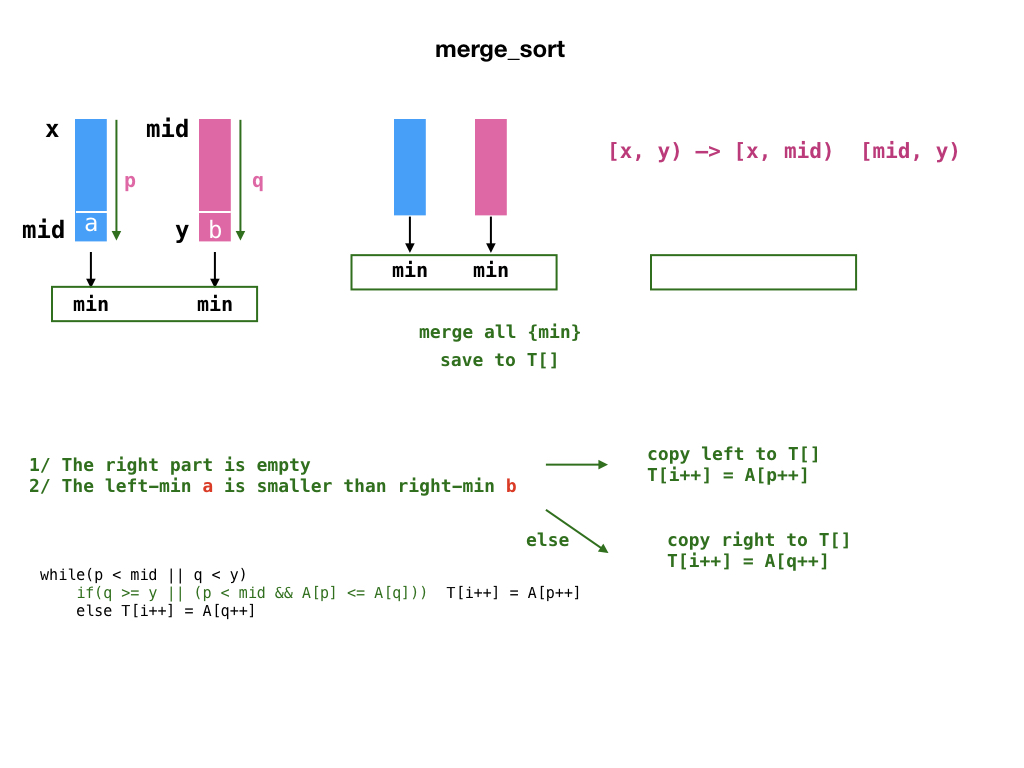 merge_sort
x
mid
p
q
mid
a
y
b
min
min
min
min
[x, y) —> [x, mid)  [mid, y)
merge all {min}
save to T[]
1/ The right part is empty
2/ The left−min a is smaller than right−min b
copy left to T[]
T[i++] = A[p++]
else
copy right to T[]
T[i++] = A[q++]
while(p < mid || q < y)
    if(q >= y || (p < mid && A[p] <= A[q]))  T[i++] = A[p++]
    else T[i++] = A[q++]